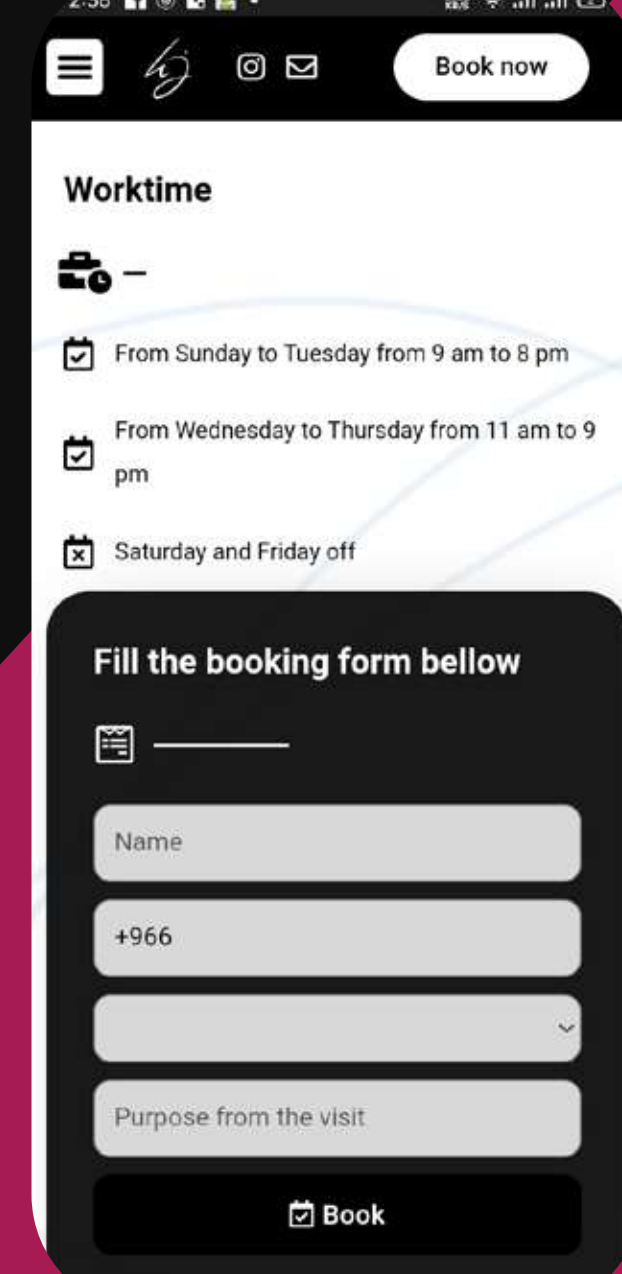 2:58
Book now
Worktime
From Sunday to Tuesday from 9 am to 8 pm
From Wednesday to Thursday from 11 am to 9
pm
Saturday and Friday off
Fill the booking form bellow
Name
+966
Purpose from the visit
Book